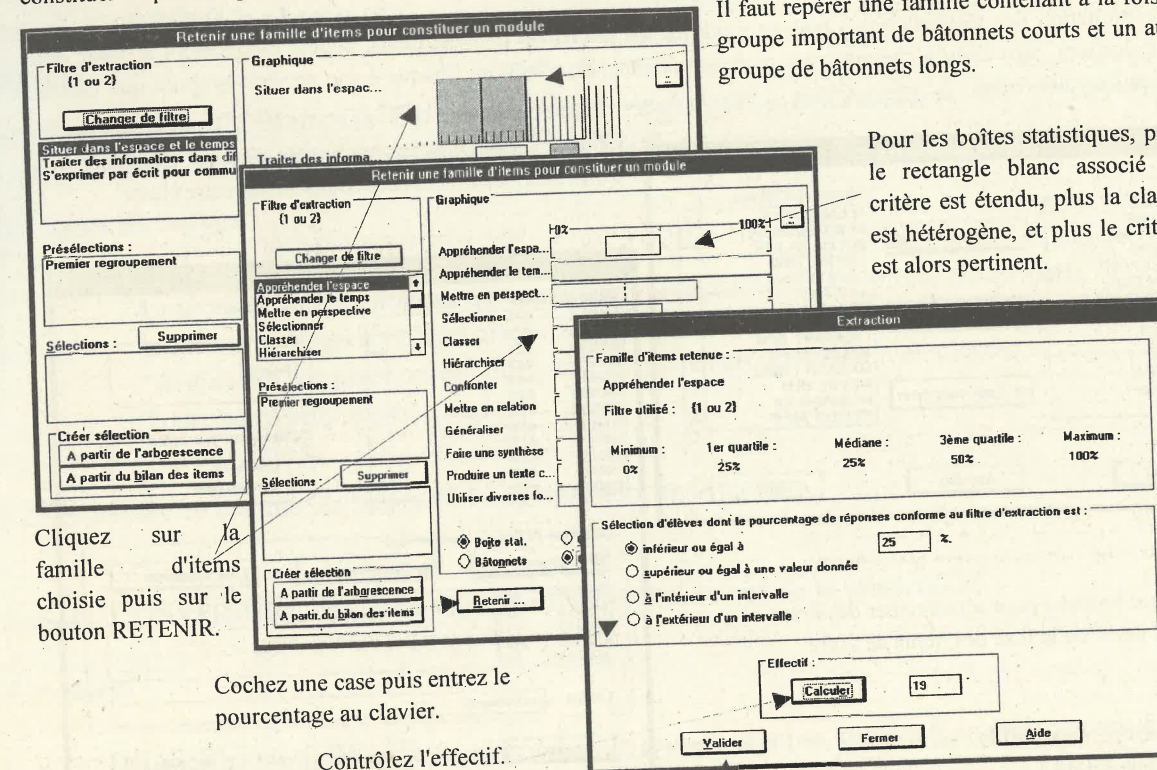 Il faut repérer une famille contenant à la fois
groupe important de bâtonnets courts et un
groupe de bâtonnets longs.
Retenir une famille d'items pour constituer un module
Filtre d'extraction
{1 ou 2}
Changer de filtre
Situer dans l'espace et le temps
Traiter des informations dans
S'exprimer par écrit pour commu
Présélections :
Premier regroupement
Sélections :
Supprimer
Créer sélection
A partir de l'arborescence
A partir du bilan des items
Graphique
Situer dans l'espac...
Traiter des informa...
Pour les boîtes statistiques,
le rectangle blanc associé
critère est étendu, plus la
est hétérogène, et plus le
est alors pertinent.
Retenir une famille d'items pour constituer un module
Filtre d'extraction
{1 ou 2}
Changer de filtre
Appréhender l'espace
Appréhender le temps
Mettre en perspective
Sélectionner
Classer
Hiérarchiser
Présélections :
Premier regroupement
Sélections :
Supprimer
Créer sélection
A partir de l'arborescence
A partir du bilan des items
Graphique
0%
100%
Appréhender l'espa...
Appréhender le tem...
Mettre en perspect...
Sélectionner
Classer
Hiérarchiser
Confronter
Mettre en relation
Généraliser
Faire une synthèse
Produire un texte c...
Utiliser diverses fo...
Boite stat.
Bâtonnets
Retenir ...
Extraction
Famille d'items retenue :
Appréhender l'espace
Filtre utilisé : {1 ou 2}
Minimum : 1er quartile : Médiane : 3ème quartile : Maximum :
0% 25% 25% 50% 100%
Sélection d'élèves dont le pourcentage de réponses conforme au filtre d'extraction est :
inférieur ou égal à 25 %.
supérieur ou égal à une valeur donnée
à l'intérieur d'un intervalle
à l'extérieur d'un intervalle
Effectif :
Calculer 19
Valider Fermer Aide
Cliquez sur la
famille d'items
choisie puis sur le
bouton RETENIR.
Cochez une case puis entrez le
pourcentage au clavier.
Contrôlez l'effectif.